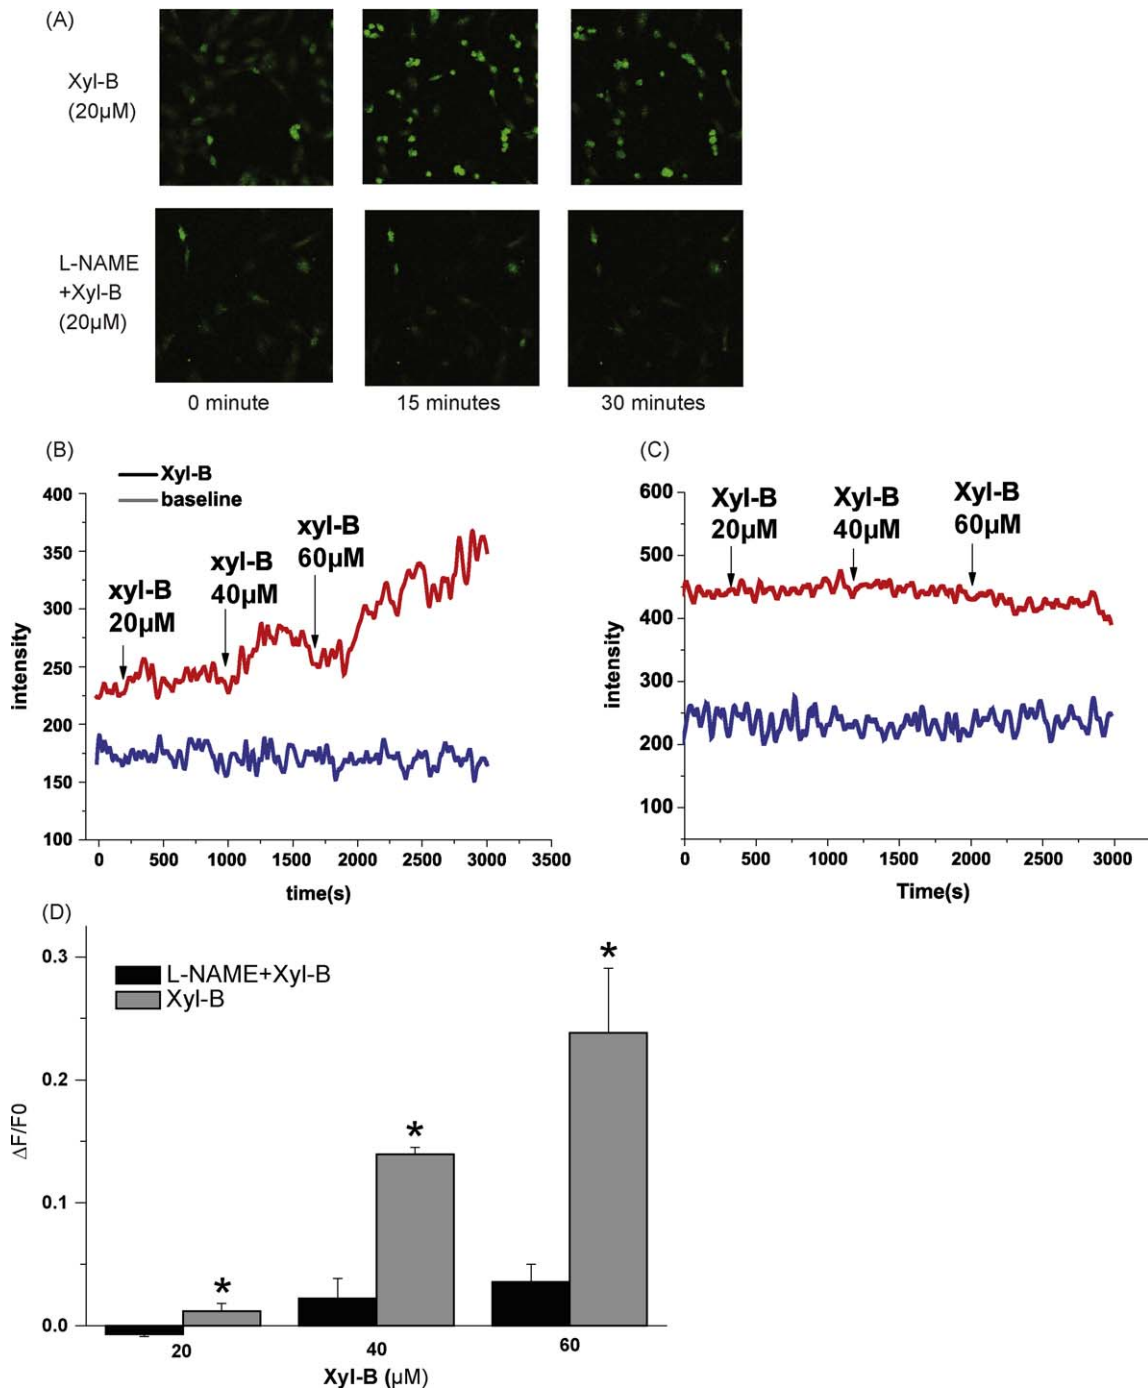 (A)
Xyl-B
(20μM)
L-NAME
+Xyl-B
(20μM)
0 minute
15 minutes
30 minutes
(B)
Xyl-B
baseline
400
350
300
250
200
150
100
intensity
xyl-B
20μM
xyl-B
40μM
xyl-B
60μM
0
500
1000
1500
2000
2500
3000
3500
time(s)
(C)
600
500
400
300
200
100
intensity
Xyl-B
20μM
Xyl-B
40μM
Xyl-B
60μM
0
500
1000
1500
2000
2500
3000
Time(s)
(D)
L-NAME+Xyl-B
Xyl-B
0.3
0.2
0.1
0.0
ΔF/F0
*
*
*
20
40
60
Xyl-B (μM)